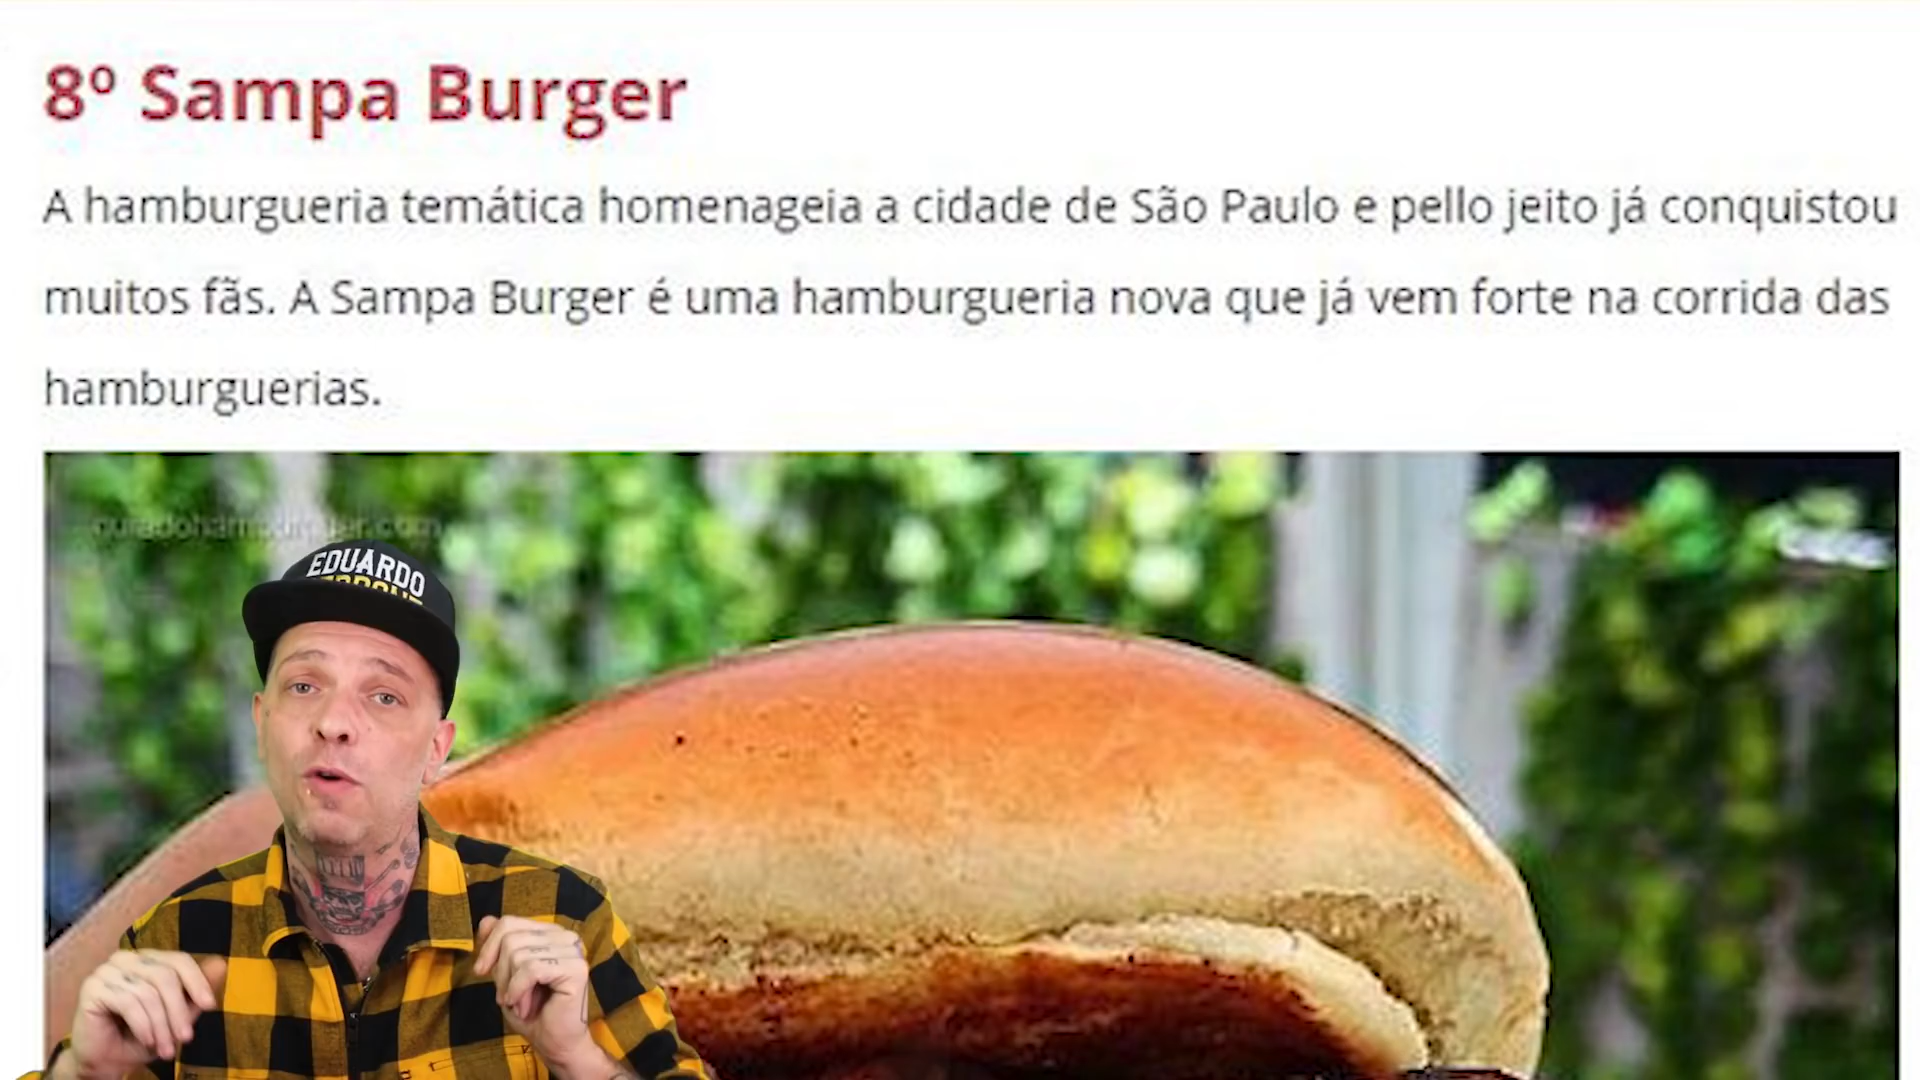 8º Sampa Burger
A hamburgueria temática homenageia a cidade de São Paulo e pello jeito já conquistou
muitos fãs. A Sampa Burger é uma hamburgueria nova que já vem forte na corrida das
hamburguerias.
EDUARDO